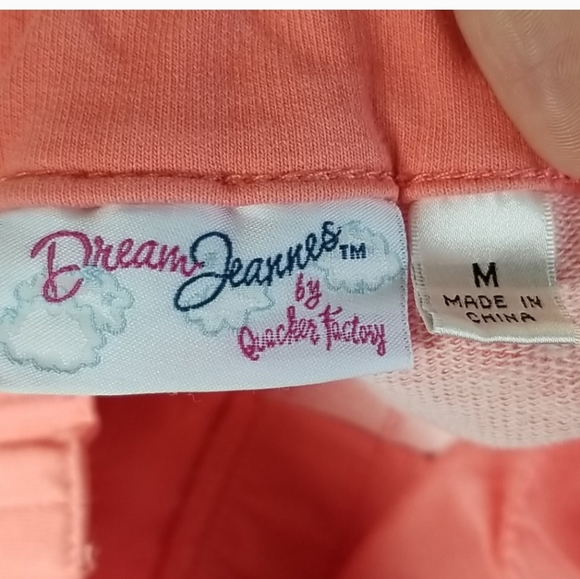 Dream Jeannes™
by
Quacker Factory
M
MADE IN
CHINA